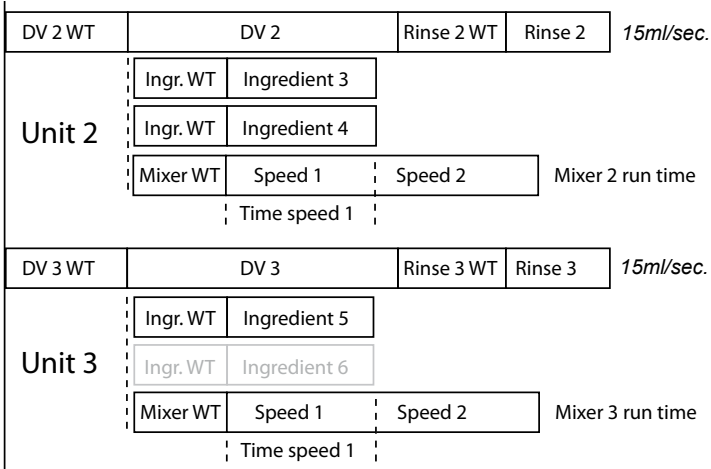 DV 2 WT DV 2 Rinse 2 WT Rinse 2 15ml/sec.
Ingr. WT Ingredient 3
Unit 2 Ingr. WT Ingredient 4
Mixer WT Speed 1 Speed 2 Mixer 2 run time
Time speed 1
DV 3 WT DV 3 Rinse 3 WT Rinse 3 15ml/sec.
Ingr. WT Ingredient 5
Unit 3 Ingr. WT Ingredient 6
Mixer WT Speed 1 Speed 2 Mixer 3 run time
Time speed 1